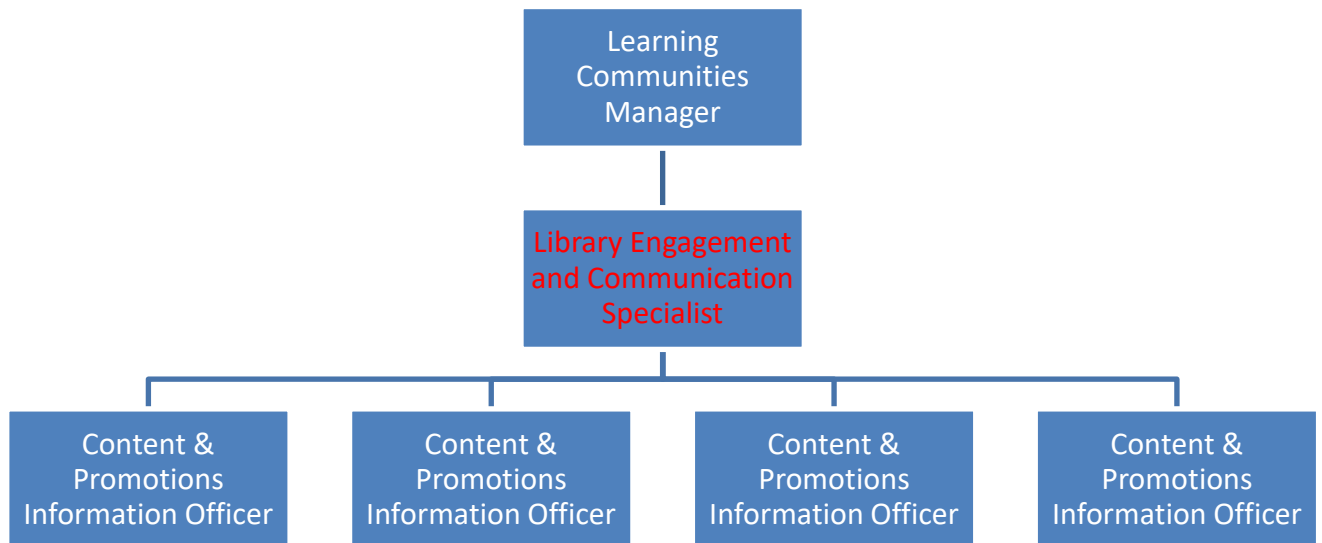 Learning
Communities
Manager
Library Engagement
and Communication
Specialist
Content &
Promotions
Information Officer
Content &
Promotions
Information Officer
Content &
Promotions
Information Officer
Content &
Promotions
Information Officer